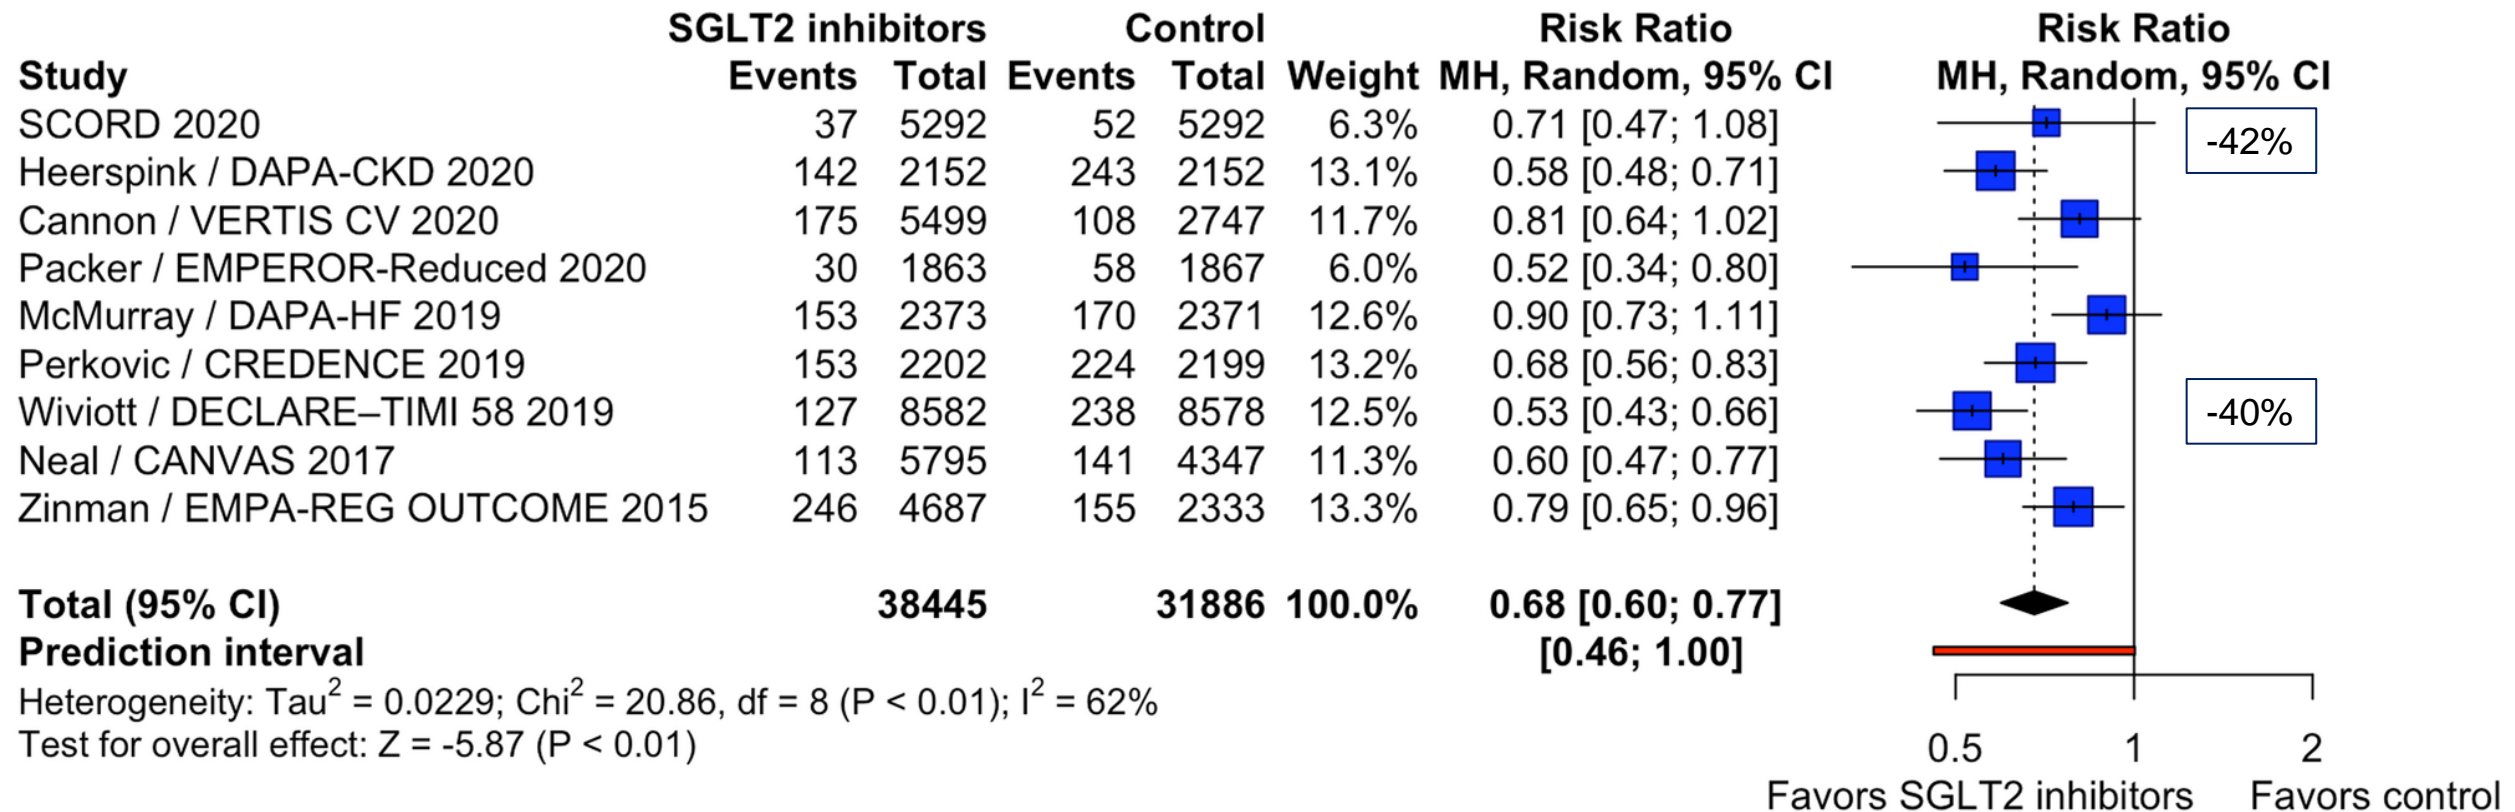 SGLT2 inhibitors Control Risk Ratio Risk Ratio
Study Events Total Events Total Weight MH, Random, 95% CI MH, Random, 95% CI
SCORD 2020 37 5292 52 5292 6.3% 0.71 [0.47; 1.08]
-42%
Heerspink / DAPA-CKD 2020 142 2152 243 2152 13.1% 0.58 [0.48; 0.71]
Cannon / VERTIS CV 2020 175 5499 108 2747 11.7% 0.81 [0.64; 1.02]
Packer / EMPEROR-Reduced 2020 30 1863 58 1867 6.0% 0.52 [0.34; 0.80]
McMurray / DAPA-HF 2019 153 2373 170 2371 12.6% 0.90 [0.73; 1.11]
Perkovic / CREDENCE 2019 153 2202 224 2199 13.2% 0.68 [0.56; 0.83]
Wiviott / DECLARE–TIMI 58 2019 127 8582 238 8578 12.5% 0.53 [0.43; 0.66] -40%
Neal / CANVAS 2017 113 5795 141 4347 11.3% 0.60 [0.47; 0.77]
Zinman / EMPA-REG OUTCOME 2015 246 4687 155 2333 13.3% 0.79 [0.65; 0.96]
Total (95% CI) 38445 31886 100.0% 0.68 [0.60; 0.77]
Prediction interval [0.46; 1.00]
Heterogeneity: Tau² = 0.0229; Chi² = 20.86, df = 8 (P < 0.01); I² = 62%
Test for overall effect: Z = -5.87 (P < 0.01)
0.5 1 2
Favors SGLT2 inhibitors Favors control